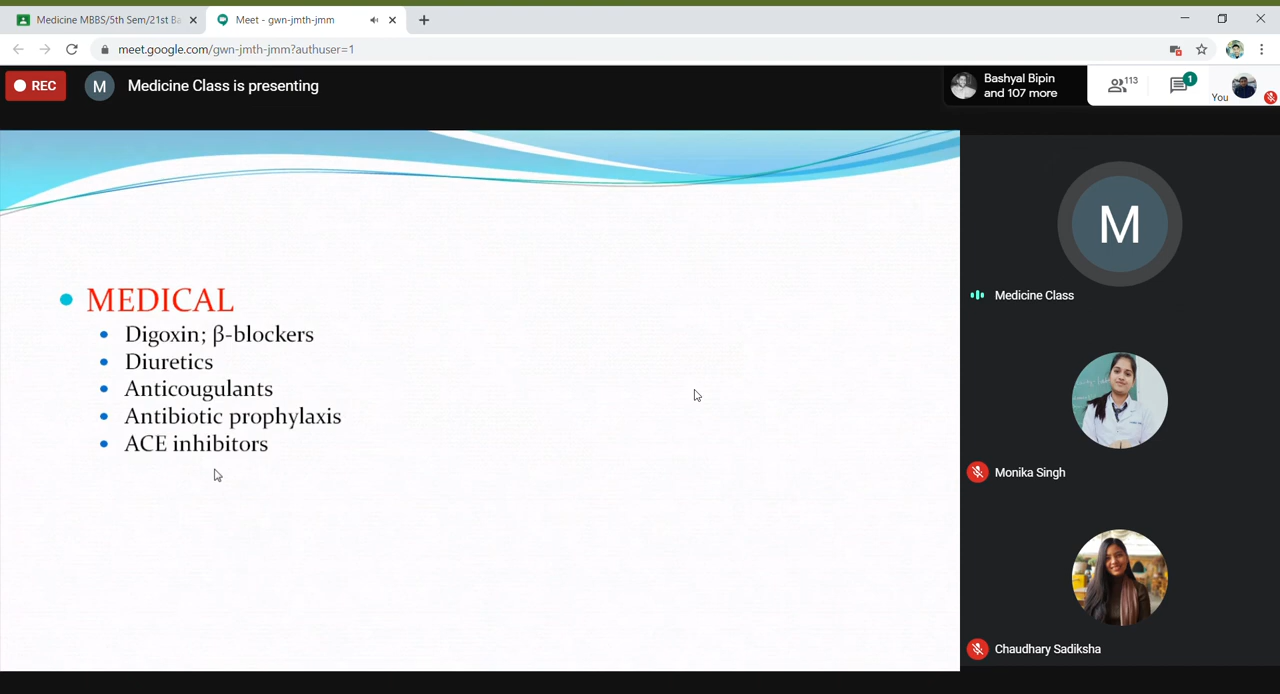 Medicine MBBS/5th Sem/21st Ba
Meet - gwn-jmth-jmm
meet.google.com/gwn-jmth-jmm?authuser=1
REC
M
Medicine Class is presenting
Bashyal Bipin
and 107 more
113
1
You
• MEDICAL
• Digoxin; β-blockers
• Diuretics
• Anticougulants
• Antibiotic prophylaxis
• ACE inhibitors
M
Medicine Class
Monika Singh
Chaudhary Sadiksha